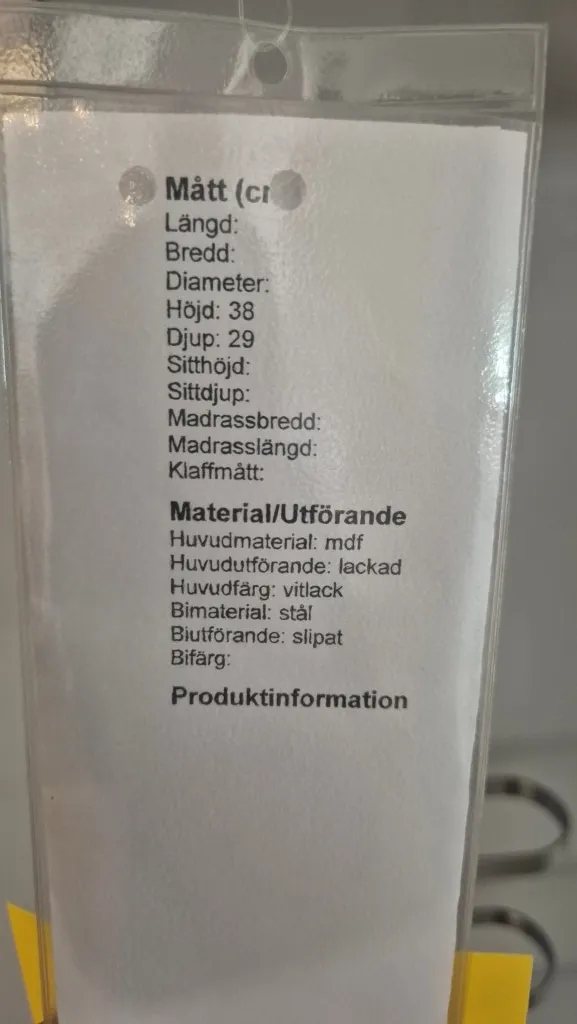 Mått (cr
Längd:
Bredd:
Diameter:
Höjd: 38
Djup: 29
Sitthöjd:
Sittdjup:
Madrassbredd:
Madrasslängd:
Klaffmått:
Material/Utförande
Huvudmaterial: mdf
Huvudutförande: lackad
Huvudfärg: vitlack
Bimaterial: stål
Biutförande: slipat
Bifärg:
Produktinformation